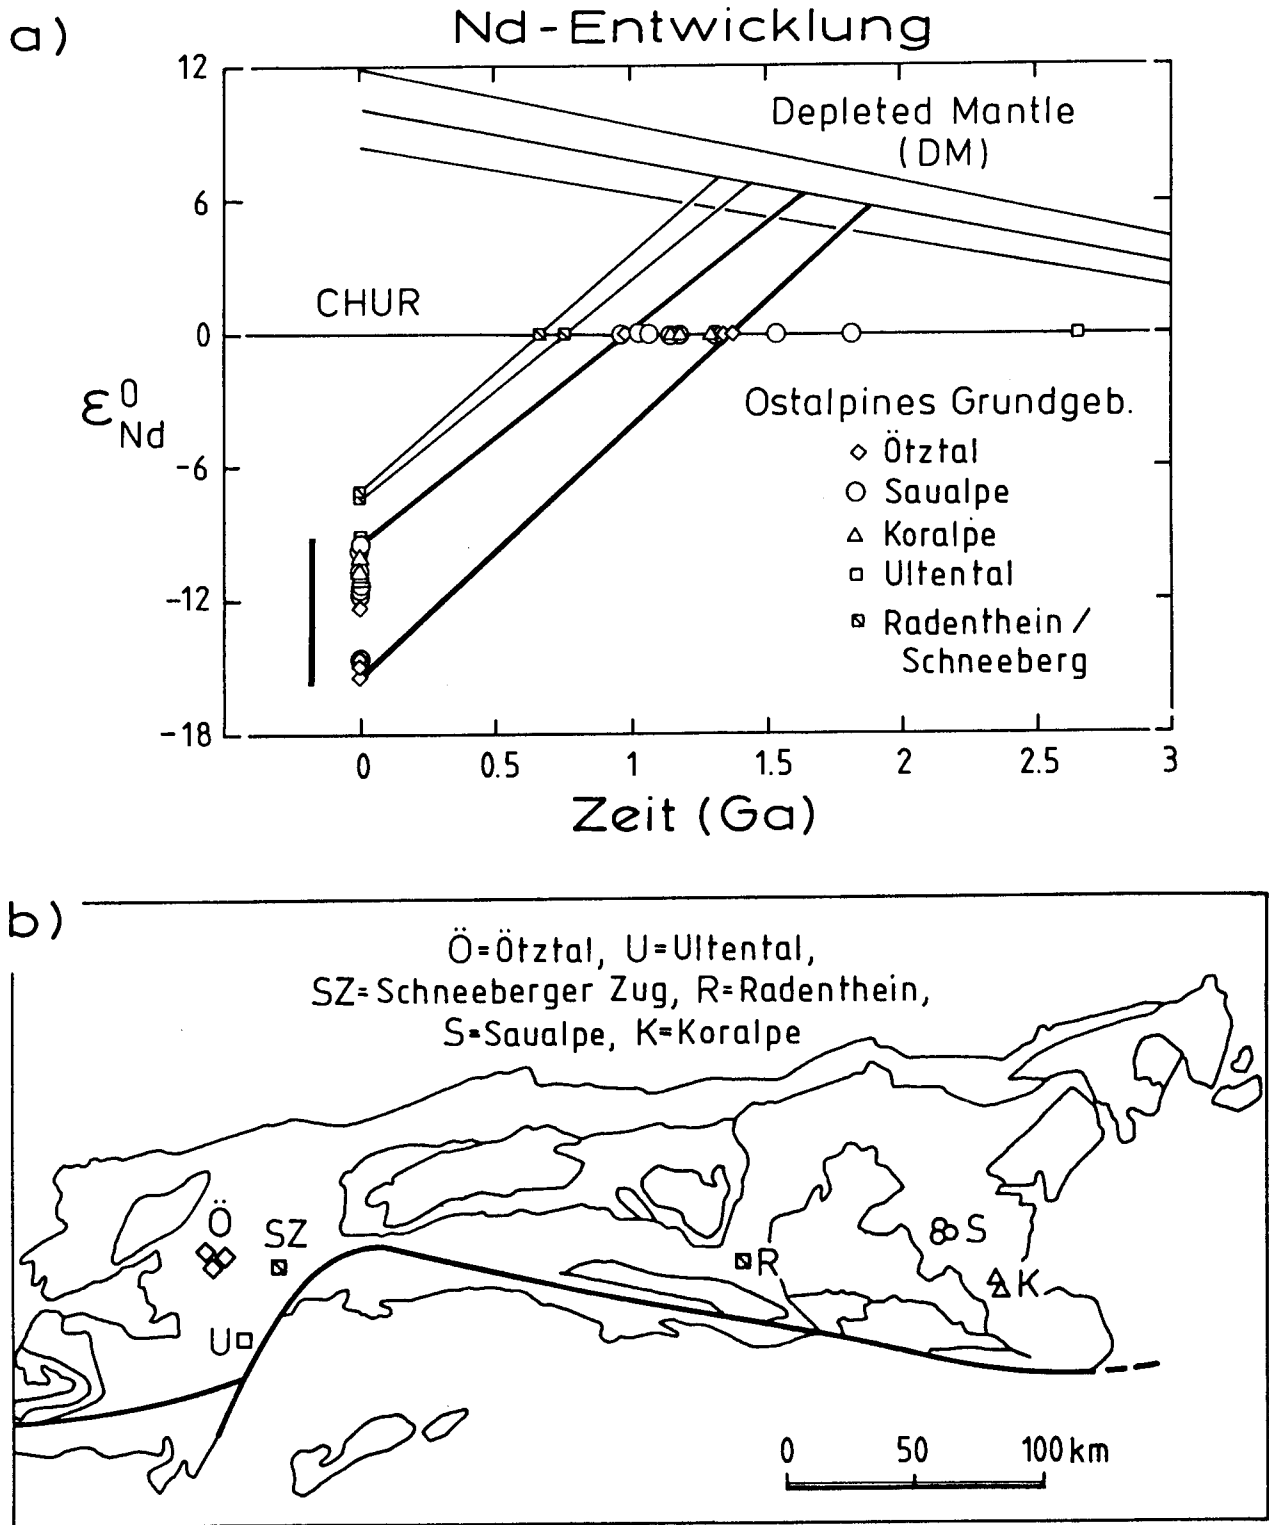 a)
Nd-Entwicklung
12
6
0
-6
-12
-18
ε⁰Nd
Depleted Mantle
(DM)
CHUR
Ostalpines Grundgeb.
Ötztal
Saualpe
Koralpe
Ultental
Radenthein /
Schneeberg
0 0.5 1 1.5 2 2.5 3
Zeit (Ga)
b)
Ö=Ötztal, U=Ultental,
SZ=Schneeberger Zug, R=Radenthein,
S=Saualpe, K=Koralpe
Ö
SZ
S
R
K
U
0 50 100 km